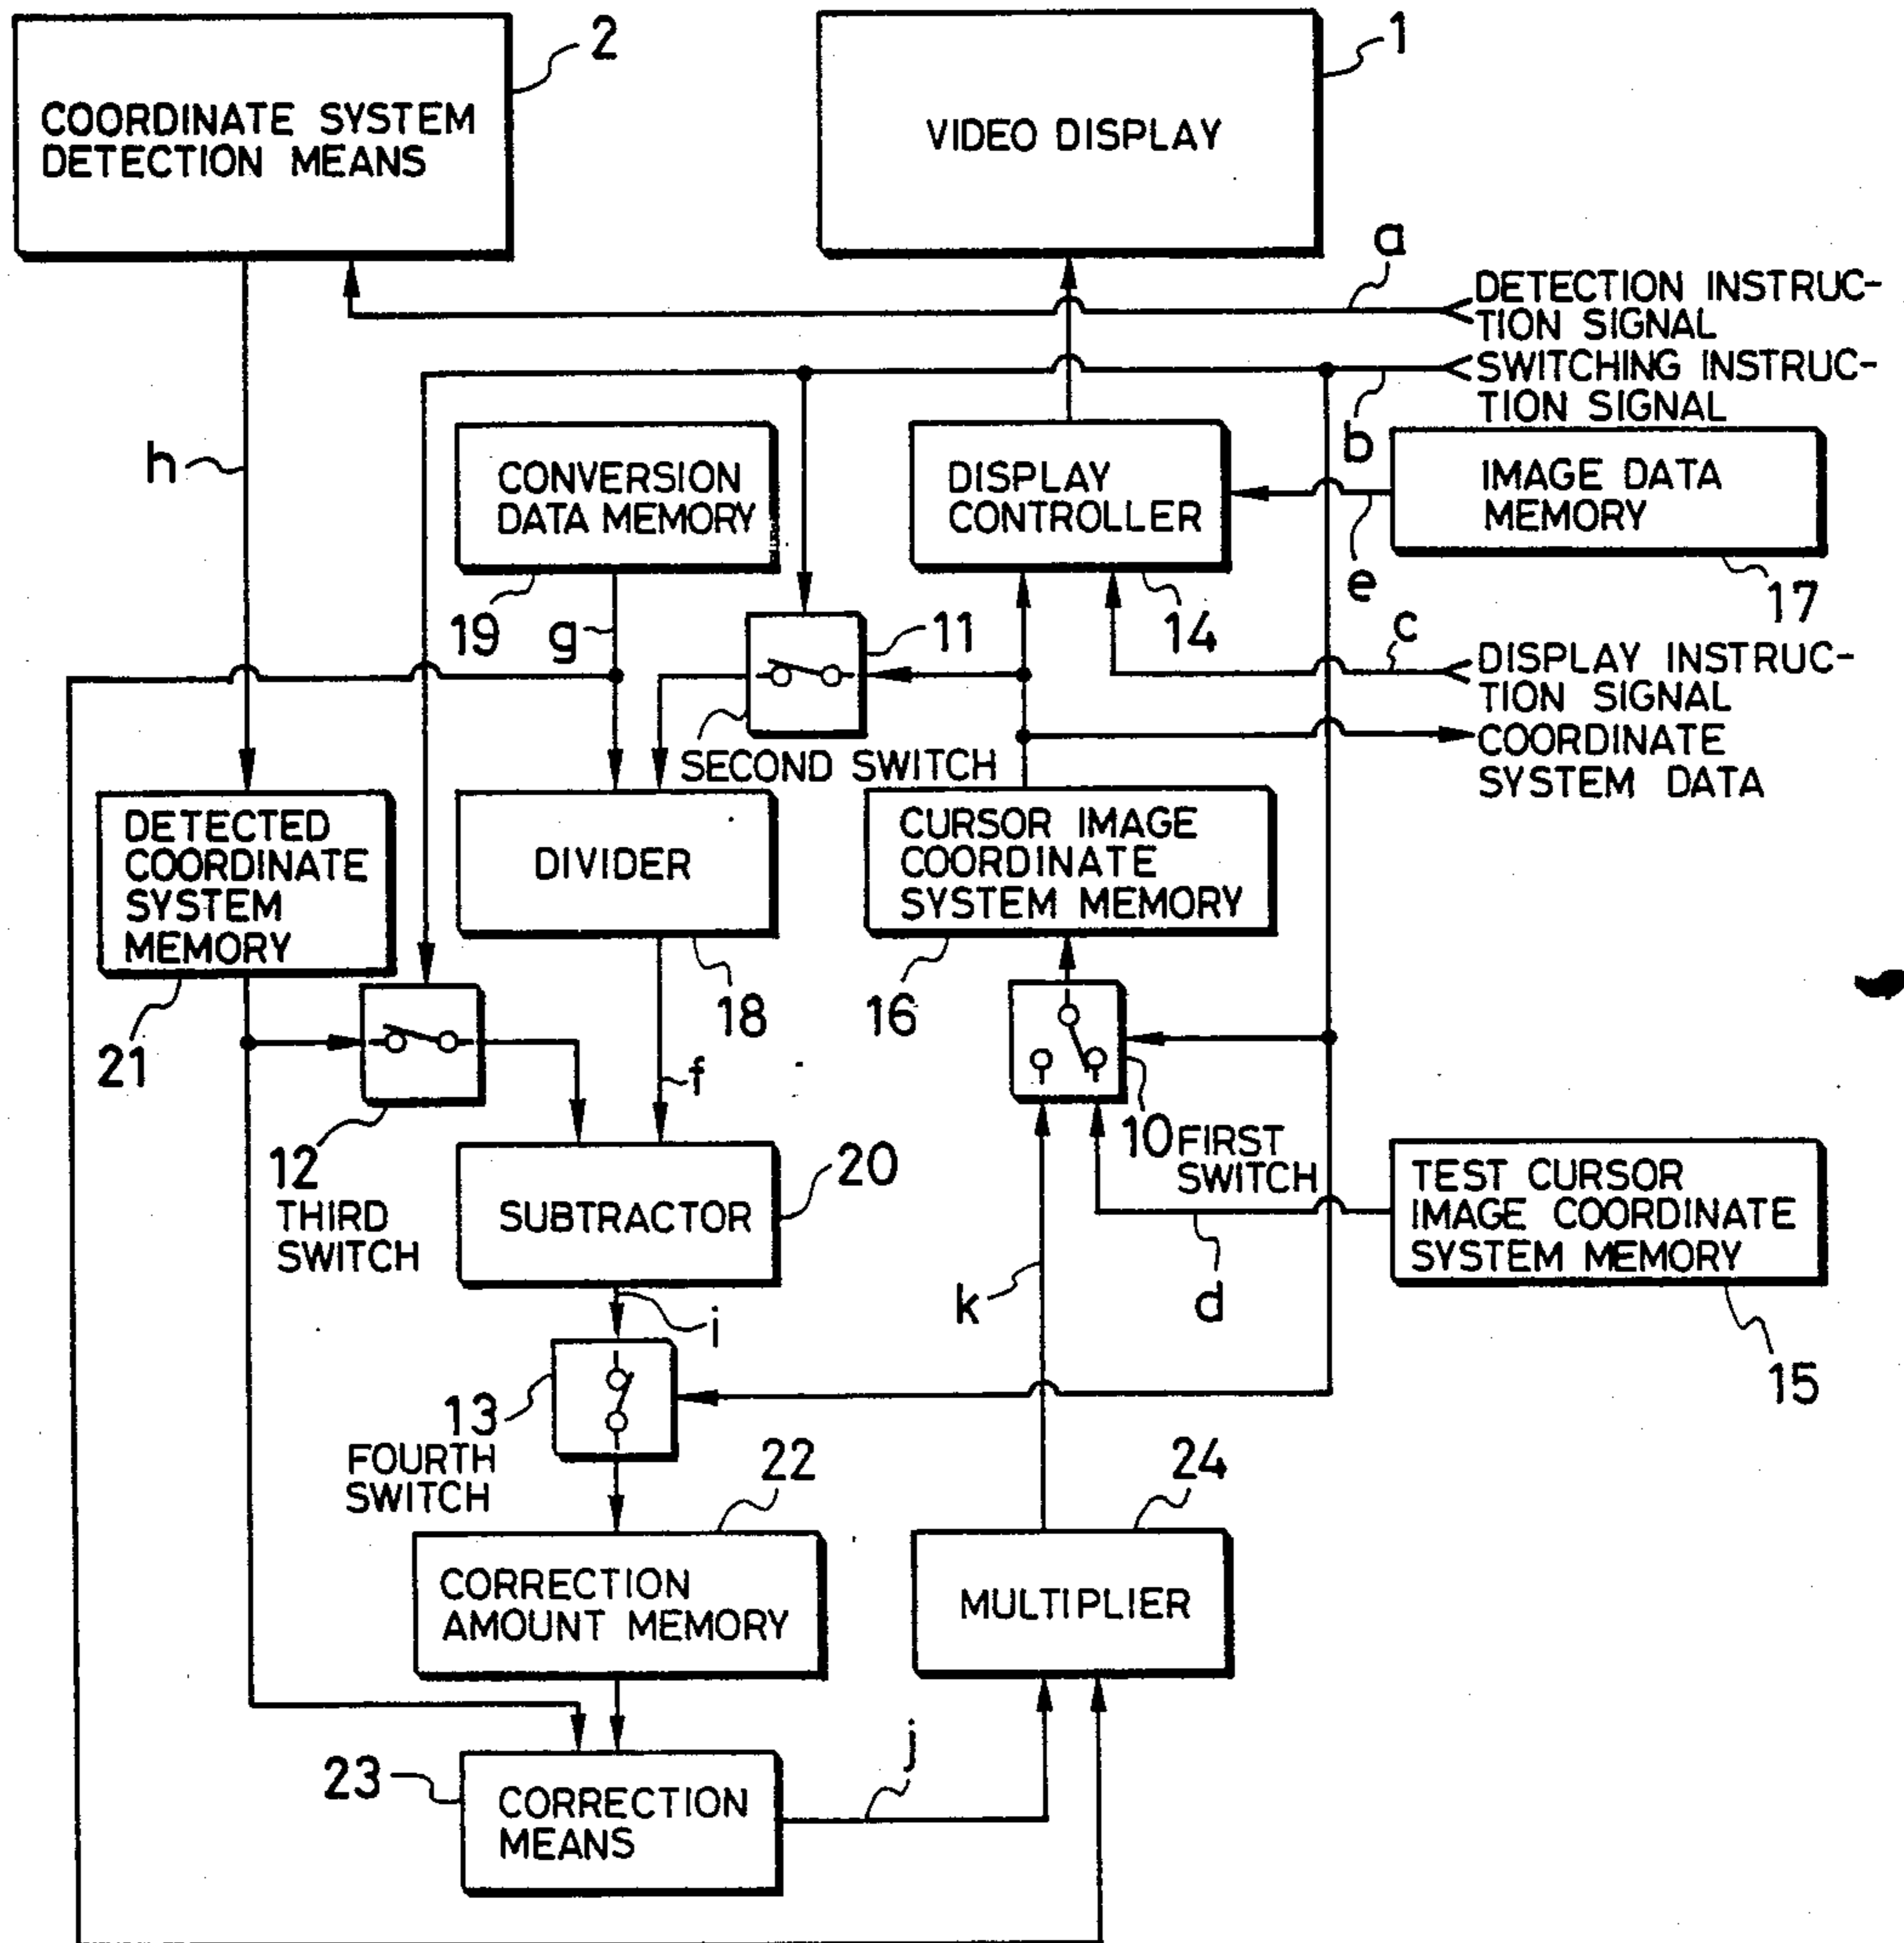 2
1
COORDINATE SYSTEM
DETECTION MEANS
VIDEO DISPLAY
a
DETECTION INSTRUC-
TION SIGNAL
SWITCHING INSTRUC-
TION SIGNAL
b
h
CONVERSION
DATA MEMORY
DISPLAY
CONTROLLER
IMAGE DATA
MEMORY
e
17
19
g
11
14
c
DISPLAY INSTRUC-
TION SIGNAL
COORDINATE
SYSTEM DATA
SECOND SWITCH
DETECTED
COORDINATE
SYSTEM
MEMORY
DIVIDER
CURSOR IMAGE
COORDINATE
SYSTEM MEMORY
21
18
16
f
12
THIRD
SWITCH
10 FIRST
SWITCH
20
SUBTRACTOR
TEST CURSOR
IMAGE COORDINATE
SYSTEM MEMORY
k
d
i
15
13
FOURTH
SWITCH
22
24
CORRECTION
AMOUNT MEMORY
MULTIPLIER
j
23
CORRECTION
MEANS